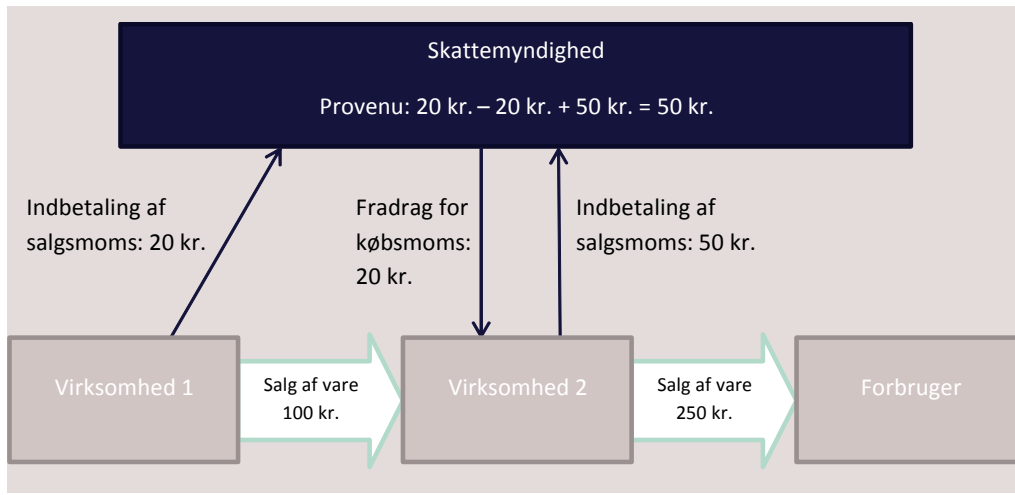 Skattemyndighed
Provenu: 20 kr. – 20 kr. + 50 kr. = 50 kr.
Indbetaling af
salgsmoms: 20 kr.
Fradrag for
købsmoms:
20 kr.
Indbetaling af
salgsmoms: 50 kr.
Virksomhed 1
Salg af vare
100 kr.
Virksomhed 2
Salg af vare
250 kr.
Forbruger